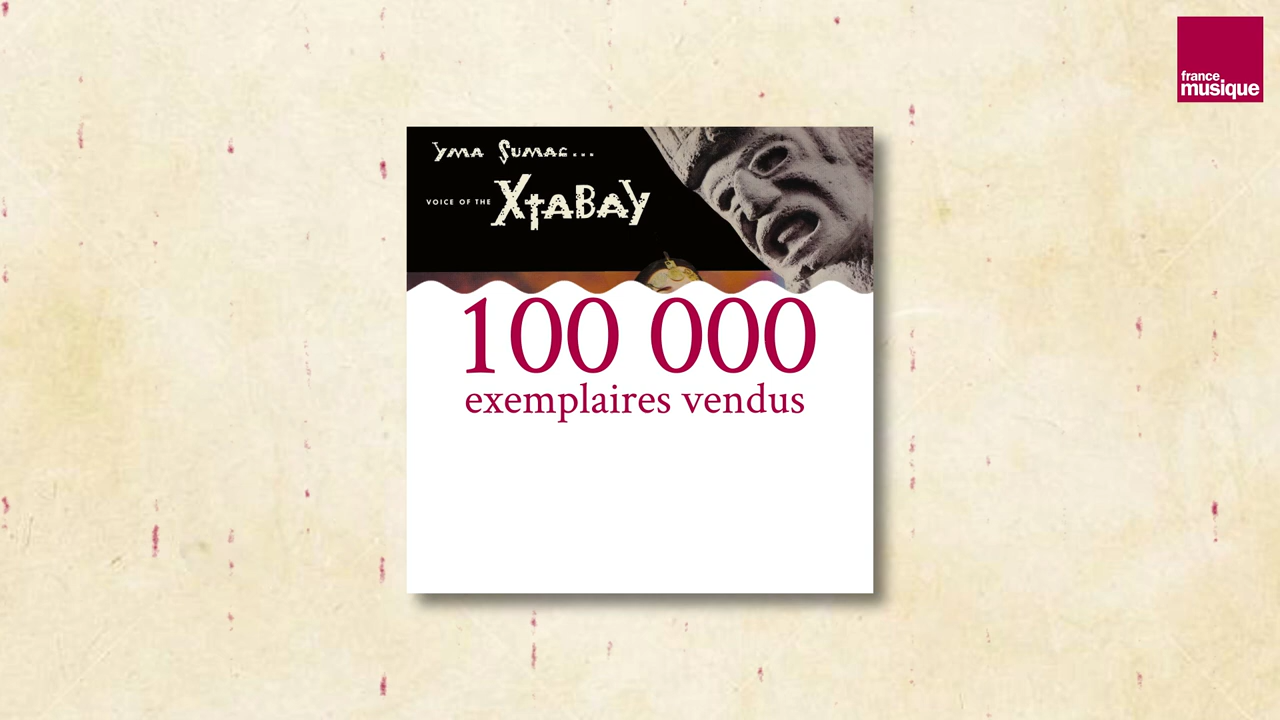 france
musique
Yma Sumac...
VOICE OF THE XTABAY
100 000
exemplaires vendus